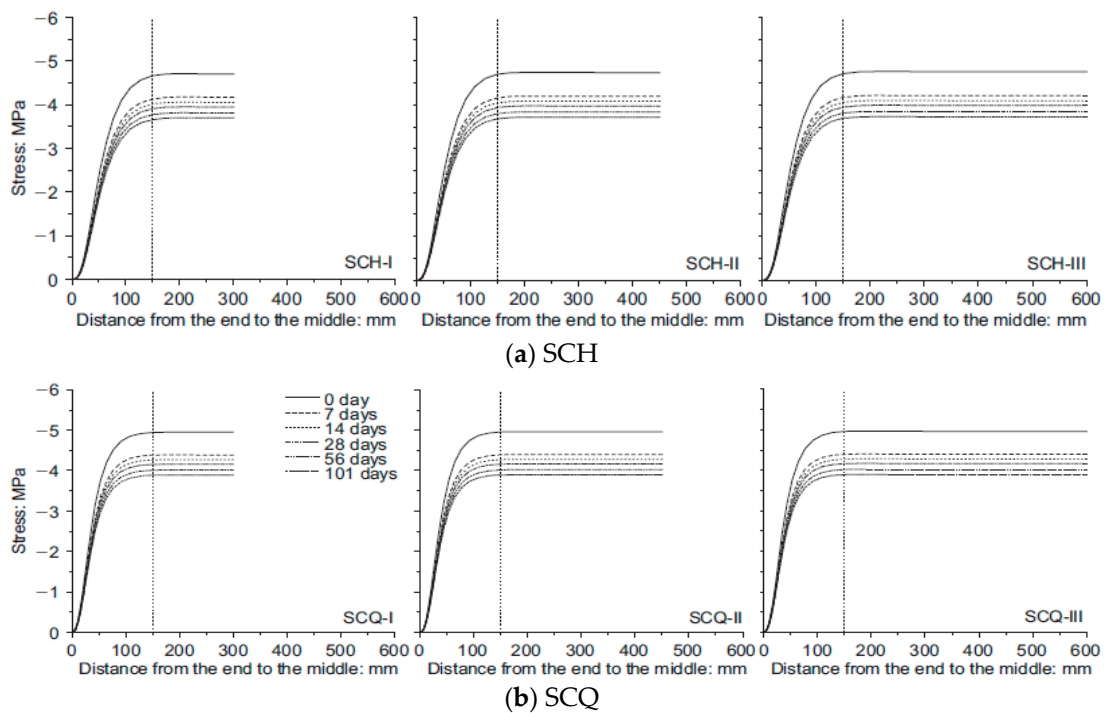 Stress: MPa
−6
−5
−4
−3
−2
−1
0
0 100 200 300 400 500 600
Distance from the end to the middle: mm
SCH-I
0 100 200 300 400 500 600
Distance from the end to the middle: mm
SCH-II
0 100 200 300 400 500 600
Distance from the end to the middle: mm
SCH-III
(a) SCH
Stress: MPa
−6
−5
−4
−3
−2
−1
0
0 day
7 days
14 days
28 days
56 days
101 days
SCQ-I
0 100 200 300 400 500 600
Distance from the end to the middle: mm
SCQ-II
0 100 200 300 400 500 600
Distance from the end to the middle: mm
SCQ-III
0 100 200 300 400 500 600
Distance from the end to the middle: mm
(b) SCQ